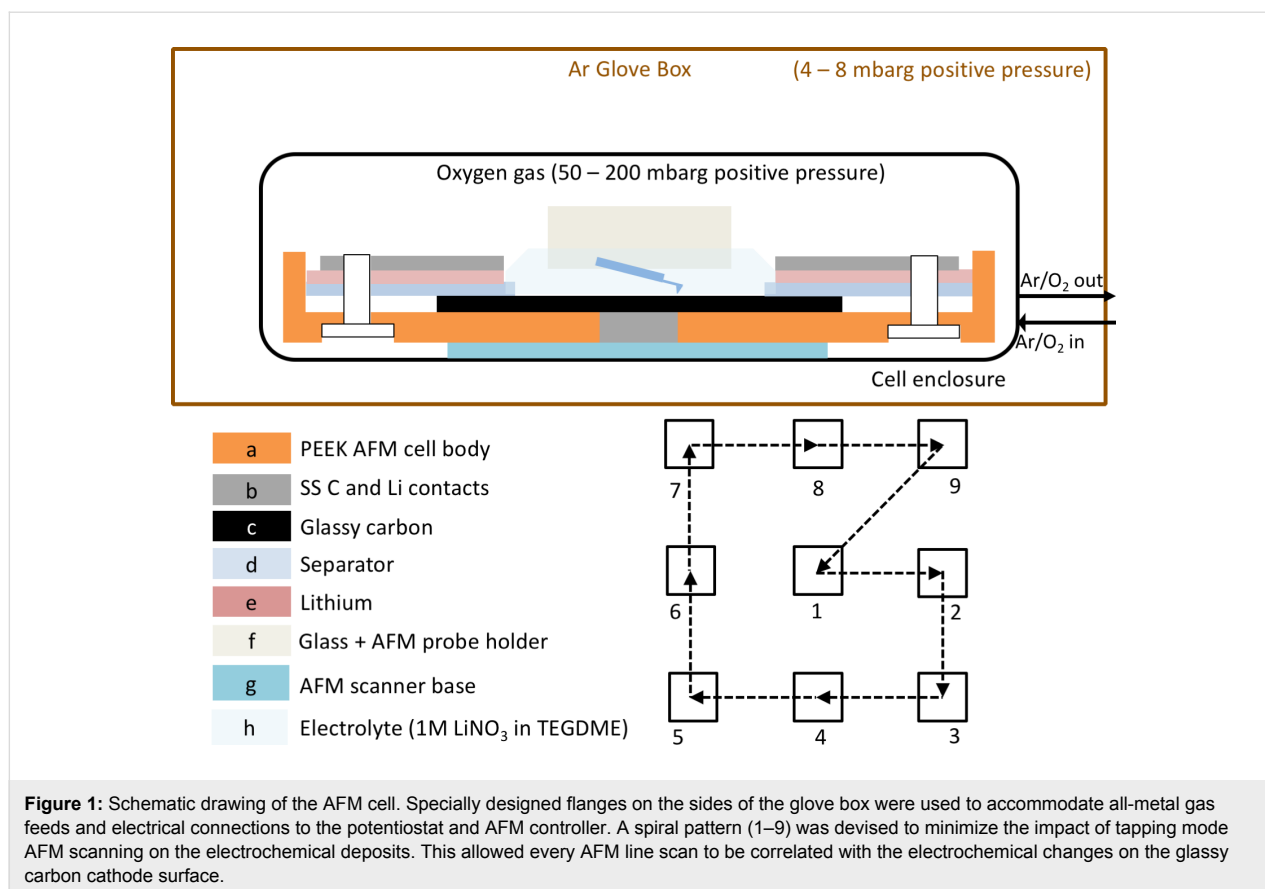 Ar Glove Box (4 – 8 mbarg positive pressure)
Oxygen gas (50 – 200 mbarg positive pressure)
Ar/O₂ out
Ar/O₂ in
Cell enclosure
a PEEK AFM cell body
b SS C and Li contacts
c Glassy carbon
d Separator
e Lithium
f Glass + AFM probe holder
g AFM scanner base
h Electrolyte (1M LiNO₃ in TEGDME)
7 8 9
6 1 2
5 4 3
Figure 1: Schematic drawing of the AFM cell. Specially designed flanges on the sides of the glove box were used to accommodate all-metal gas
feeds and electrical connections to the potentiostat and AFM controller. A spiral pattern (1–9) was devised to minimize the impact of tapping mode
AFM scanning on the electrochemical deposits. This allowed every AFM line scan to be correlated with the electrochemical changes on the glassy
carbon cathode surface.